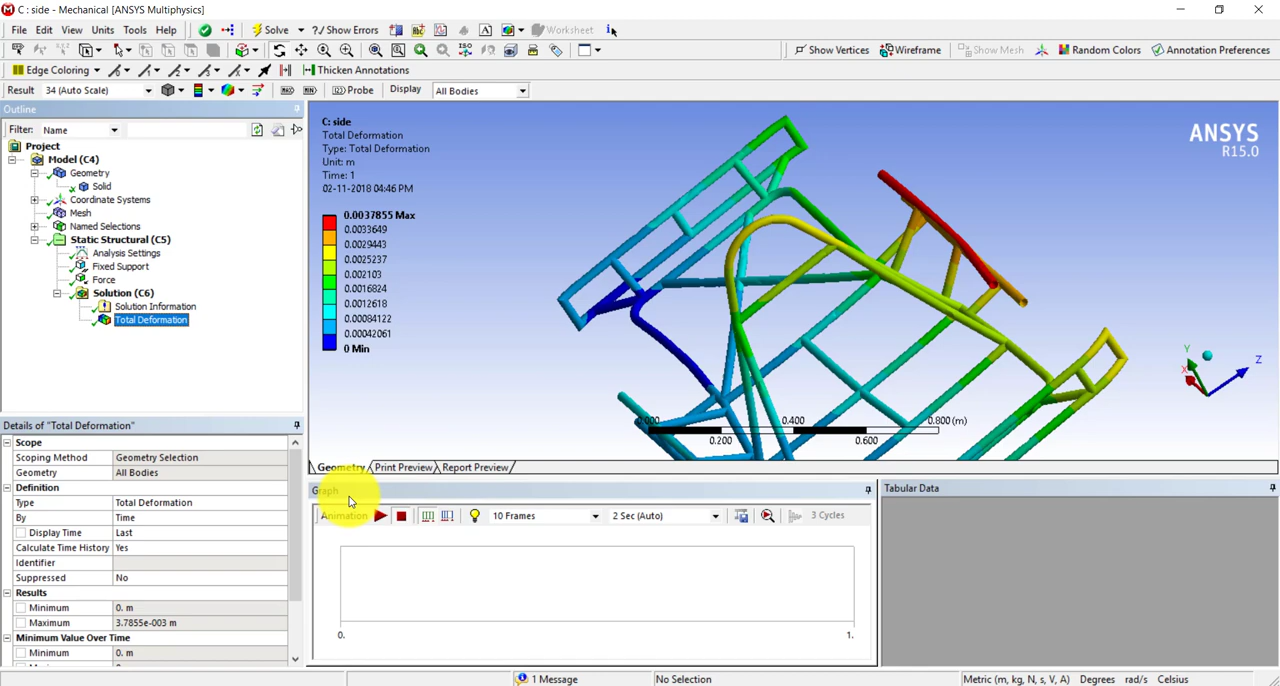 C : side - Mechanical [ANSYS Multiphysics]
File Edit View Units Tools Help Solve ?/ Show Errors Worksheet
Show Vertices Wireframe Show Mesh Random Colors Annotation Preferences
Edge Coloring Thicken Annotations
Result 34 (Auto Scale) Probe Display All Bodies
Outline
Filter: Name
Project
Model (C4)
Geometry
Solid
Coordinate Systems
Mesh
Named Selections
Static Structural (C5)
Analysis Settings
Fixed Support
Force
Solution (C6)
Solution Information
Total Deformation
C: side
Total Deformation
Type: Total Deformation
Unit: m
Time: 1
02-11-2018 04:46 PM
0.0037855 Max
0.0033649
0.0029443
0.0025237
0.002103
0.0016824
0.0012618
0.00084122
0.00042061
0 Min
ANSYS
R15.0
Y
Z
X
0.000 0.400 0.800 (m)
0.200 0.600
Geometry Print Preview Report Preview
Details of "Total Deformation"
Scope
Scoping Method Geometry Selection
Geometry All Bodies
Definition
Type Total Deformation
By Time
Display Time Last
Calculate Time History Yes
Identifier
Suppressed No
Results
Minimum 0. m
Maximum 3.7855e-003 m
Minimum Value Over Time
Minimum 0. m
Graph
Animation 10 Frames 2 Sec (Auto) 3 Cycles
0. 1.
Tabular Data
1 Message No Selection Metric (m, kg, N, s, V, A) Degrees rad/s Celsius